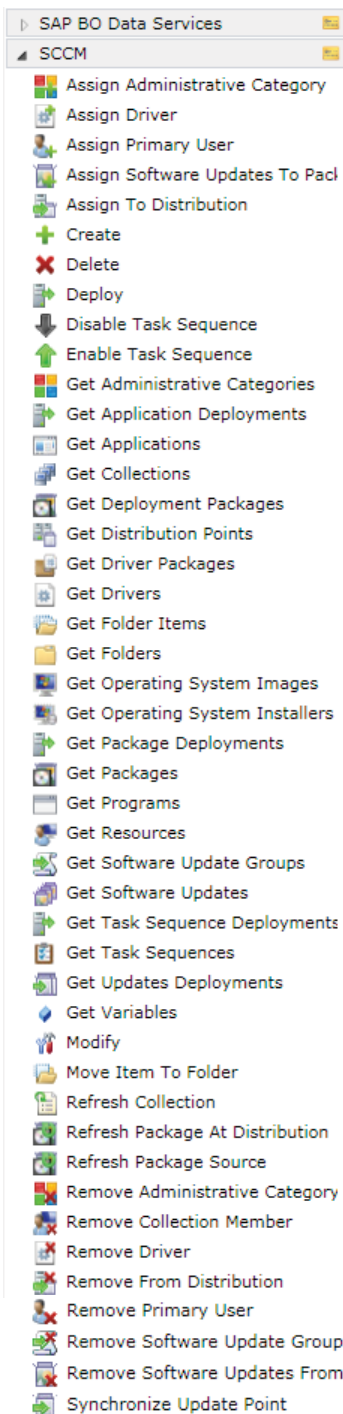 SAP BO Data Services
SCCM
Assign Administrative Category
Assign Driver
Assign Primary User
Assign Software Updates To Pack
Assign To Distribution
Create
Delete
Deploy
Disable Task Sequence
Enable Task Sequence
Get Administrative Categories
Get Application Deployments
Get Applications
Get Collections
Get Deployment Packages
Get Distribution Points
Get Driver Packages
Get Drivers
Get Folder Items
Get Folders
Get Operating System Images
Get Operating System Installers
Get Package Deployments
Get Packages
Get Programs
Get Resources
Get Software Update Groups
Get Software Updates
Get Task Sequence Deployments
Get Task Sequences
Get Updates Deployments
Get Variables
Modify
Move Item To Folder
Refresh Collection
Refresh Package At Distribution
Refresh Package Source
Remove Administrative Category
Remove Collection Member
Remove Driver
Remove From Distribution
Remove Primary User
Remove Software Update Group
Remove Software Updates From
Synchronize Update Point